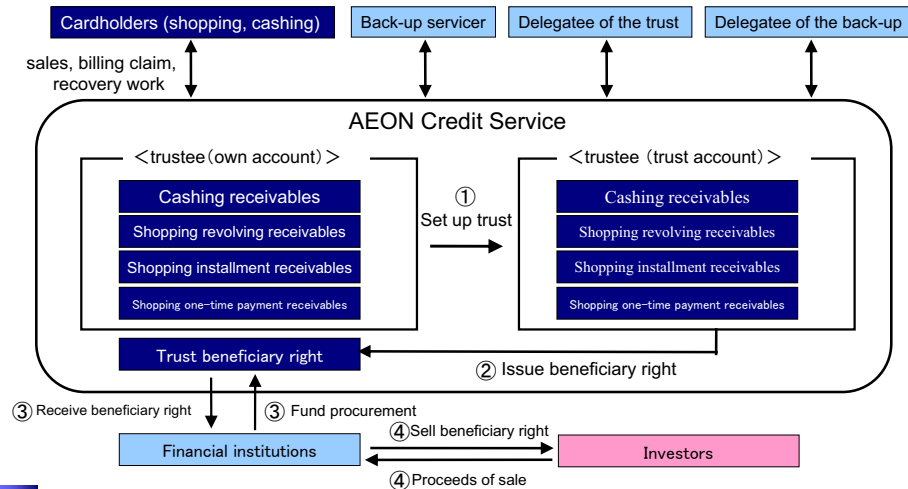 Cardholders (shopping, cashing)
Back-up servicer
Delegatee of the trust
Delegatee of the back-up
sales, billing claim,
recovery work
AEON Credit Service
＜trustee（own account）＞
＜trustee（trust account）＞
Cashing receivables
Shopping revolving receivables
Shopping installment receivables
Shopping one-time payment receivables
①
Set up trust
Cashing receivables
Shopping revolving receivables
Shopping installment receivables
Shopping one-time payment receivables
Trust beneficiary right
② Issue beneficiary right
③ Receive beneficiary right
③ Fund procurement
Financial institutions
④Sell beneficiary right
Investors
④Proceeds of sale